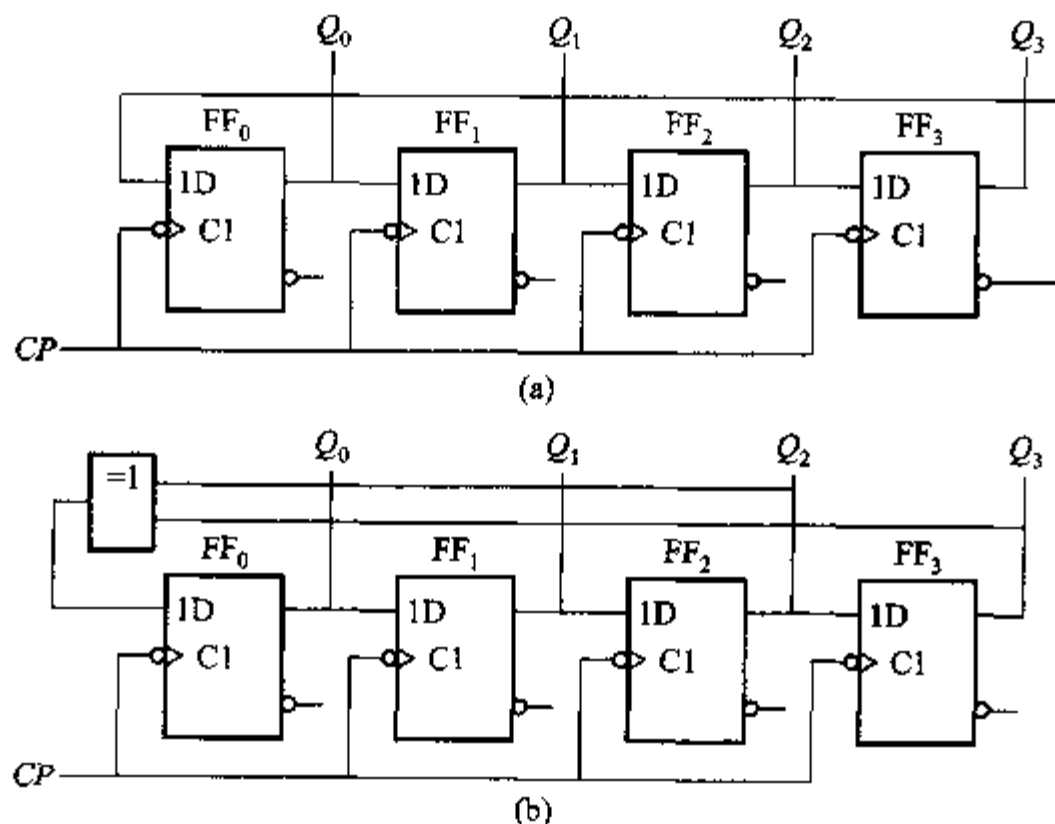 Q₀ Q₁ Q₂ Q₃
FF₀ FF₁ FF₂ FF₃
1D 1D 1D 1D
C1 C1 C1 C1
CP
(a)
=1 Q₀ Q₁ Q₂ Q₃
FF₀ FF₁ FF₂ FF₃
1D 1D 1D 1D
C1 C1 C1 C1
CP
(b)